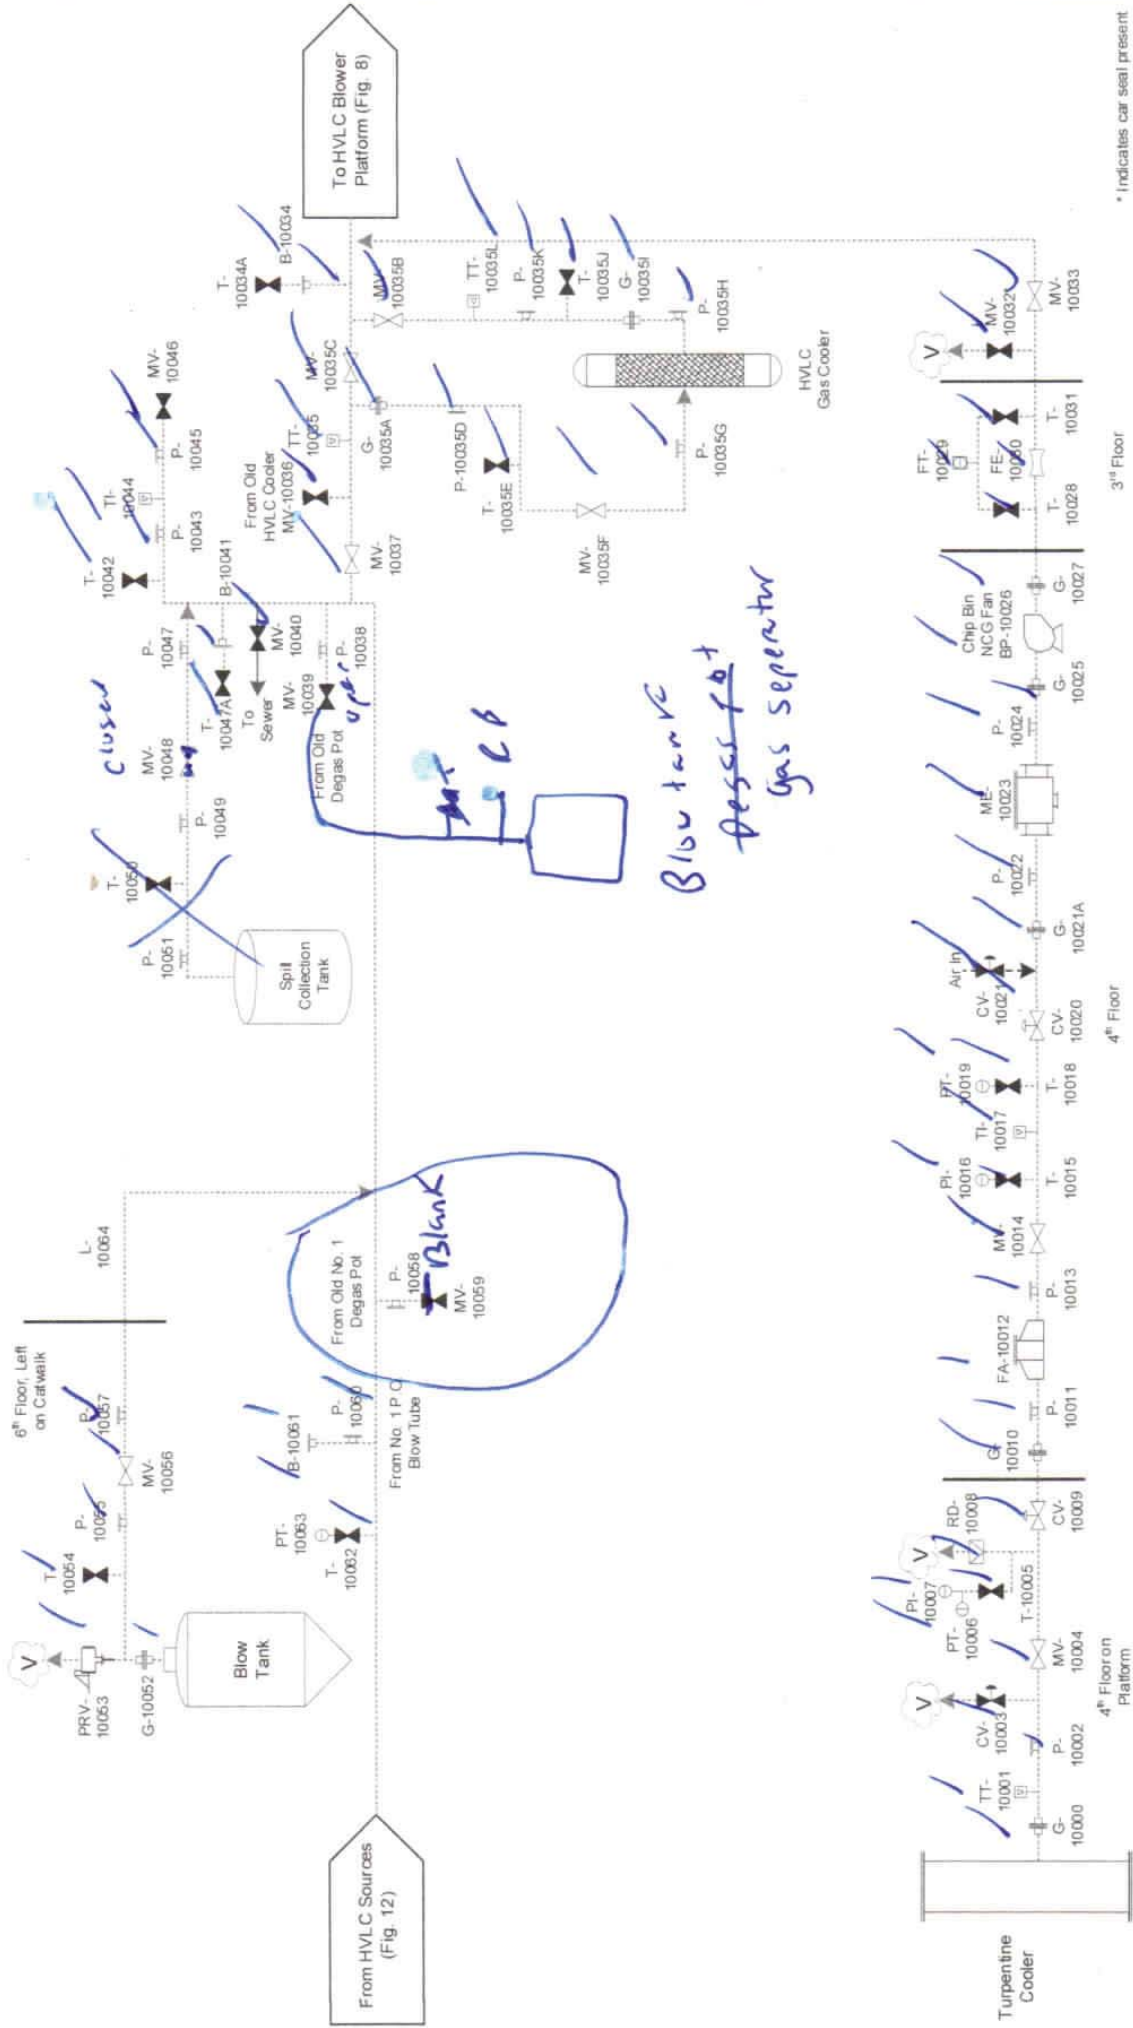 6th Floor, Left
on Catwalk
PRV-
10053
G-10052
T-
10054
P-
10055
MV-
10056
P-
10057
L-
10064
Blow
Tank
From HVLC Sources
(Fig. 12)
PT-
10063
T-
10062
B-10061
P-
10060
From No. 1 P.O.
Blow Tube
From Old No. 1
Degas Pot
P-
10058
MV-
10059
Blank
Spill
Collection
Tank
P-
10051
T-
10050
P-
10049
MV-
10048
closed
P-
10047
T-
10047A
B-10041
To
Sewer
MV-
10040
MV-
10039
open
P-
10038
From Old
Degas Pot
T-
10042
P-
10043
TI-
10044
P-
10045
MV-
10046
MV-
10037
From Old
HVLC Cooler
MV-10036
TT-
10035
G-
10035A
MV-
10035C
MV-
10035B
T-
10034A
B-10034
To HVLC Blower
Platform (Fig. 8)
P-10035D
T-
10035E
MV-
10035F
P-
10035G
HVLC
Gas Cooler
P-
10035H
G-
10035I
T-
10035J
P-
10035K
TT-
10035L
R B
Blow tank
Degas pot
gas seperator
Turpentine
Cooler
G-
10000
TT-
10001
P-
10002
CV-
10003
V
MV-
10004
T-10005
PT-
10006
PI-
10007
RD-
10008
V
CV-
10009
4th Floor on
Platform
G-
10010
P-
10011
FA-10012
P-
10013
MV-
10014
T-
10015
PI-
10016
TI-
10017
T-
10018
PT-
10019
CV-
10020
CV-
10021
Air In
G-
10021A
P-
10022
ME-
10023
P-
10024
G-
10025
Chip Bin
NCG Fan
BP-10026
G-
10027
4th Floor
T-
10028
FT-
10029
FE-
10030
T-
10031
3rd Floor
V
MV-
10032
MV-
10033
V
* Indicates car seal present